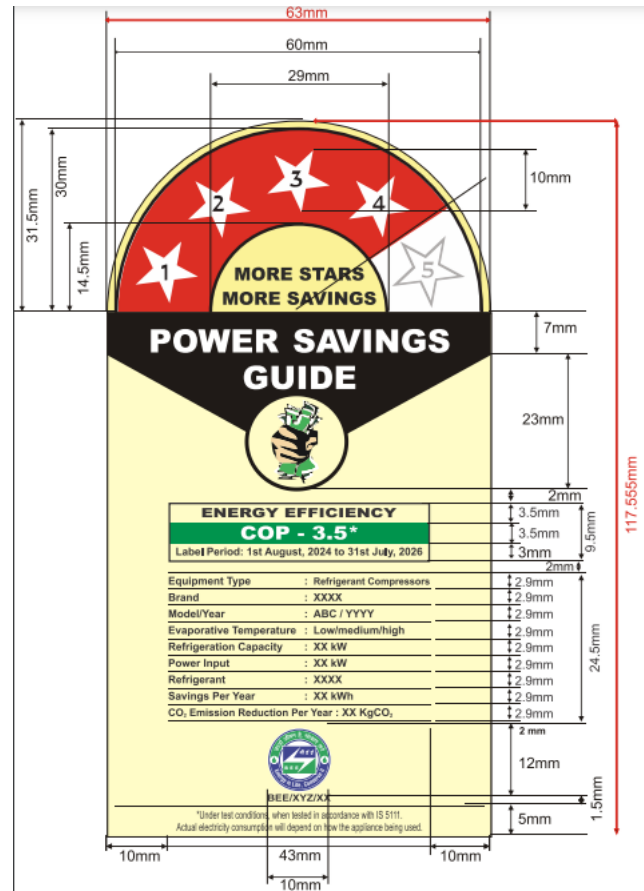 63mm
60mm
29mm
31.5mm
30mm
14.5mm
10mm
1
2
3
4
5
MORE STARS
MORE SAVINGS
7mm
POWER SAVINGS
GUIDE
23mm
117.555mm
2mm
ENERGY EFFICIENCY
3.5mm
COP - 3.5*
3.5mm
9.5mm
Label Period: 1st August, 2024 to 31st July, 2026
3mm
2mm
Equipment Type : Refrigerant Compressors
2.9mm
Brand : XXXX
2.9mm
Model/Year : ABC / YYYY
2.9mm
Evaporative Temperature : Low/medium/high
2.9mm
24.5mm
Refrigeration Capacity : XX kW
2.9mm
Power Input : XX kW
2.9mm
Refrigerant : XXXX
2.9mm
Savings Per Year : XX kWh
2.9mm
CO₂ Emission Reduction Per Year : XX KgCO₂
2.9mm
2 mm
12mm
BEE
BEE/XYZ/XX
1.5mm
*Under test conditions, when tested in accordance with IS 5111.
Actual electricity consumption will depend on how the appliance being used.
5mm
10mm
43mm
10mm
10mm